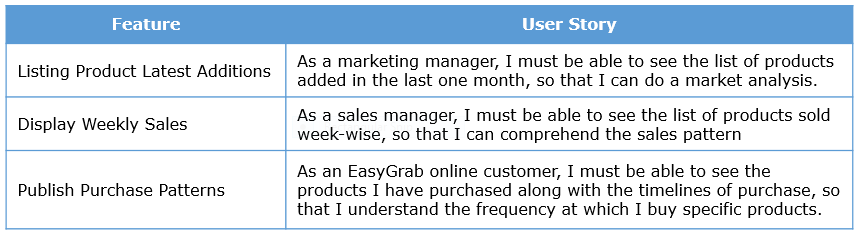 Feature
User Story
Listing Product Latest Additions
As a marketing manager, I must be able to see the list of products
added in the last one month, so that I can do a market analysis.
Display Weekly Sales
As a sales manager, I must be able to see the list of products sold
week-wise, so that I can comprehend the sales pattern
Publish Purchase Patterns
As an EasyGrab online customer, I must be able to see the
products I have purchased along with the timelines of purchase, so
that I understand the frequency at which I buy specific products.